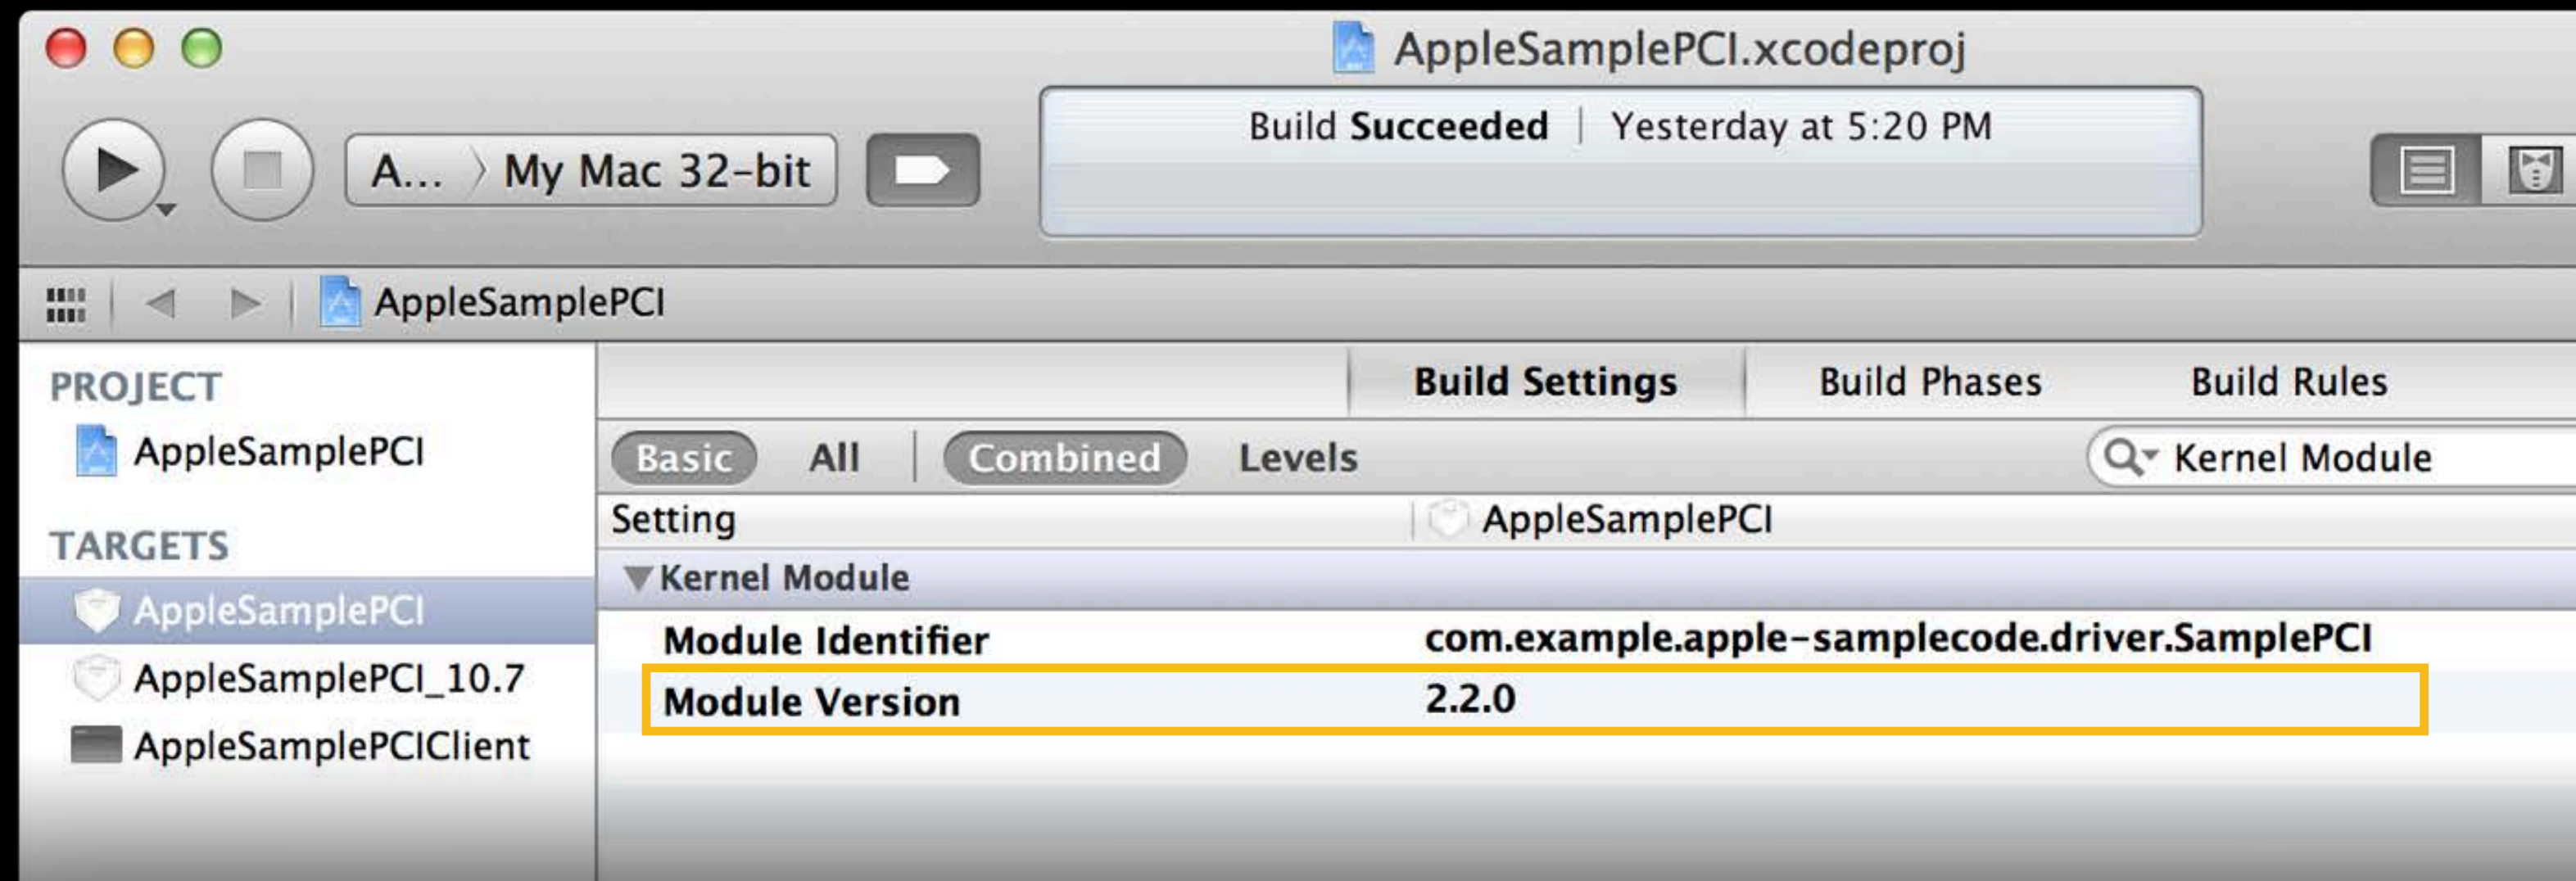 AppleSamplePCI.xcodeproj
Build Succeeded | Yesterday at 5:20 PM
A... 〉 My Mac 32-bit
AppleSamplePCI
PROJECT
AppleSamplePCI
TARGETS
AppleSamplePCI
AppleSamplePCI_10.7
AppleSamplePCIClient
Build Settings Build Phases Build Rules
Basic All Combined Levels Kernel Module
Setting AppleSamplePCI
Kernel Module
Module Identifier com.example.apple-samplecode.driver.SamplePCI
Module Version 2.2.0